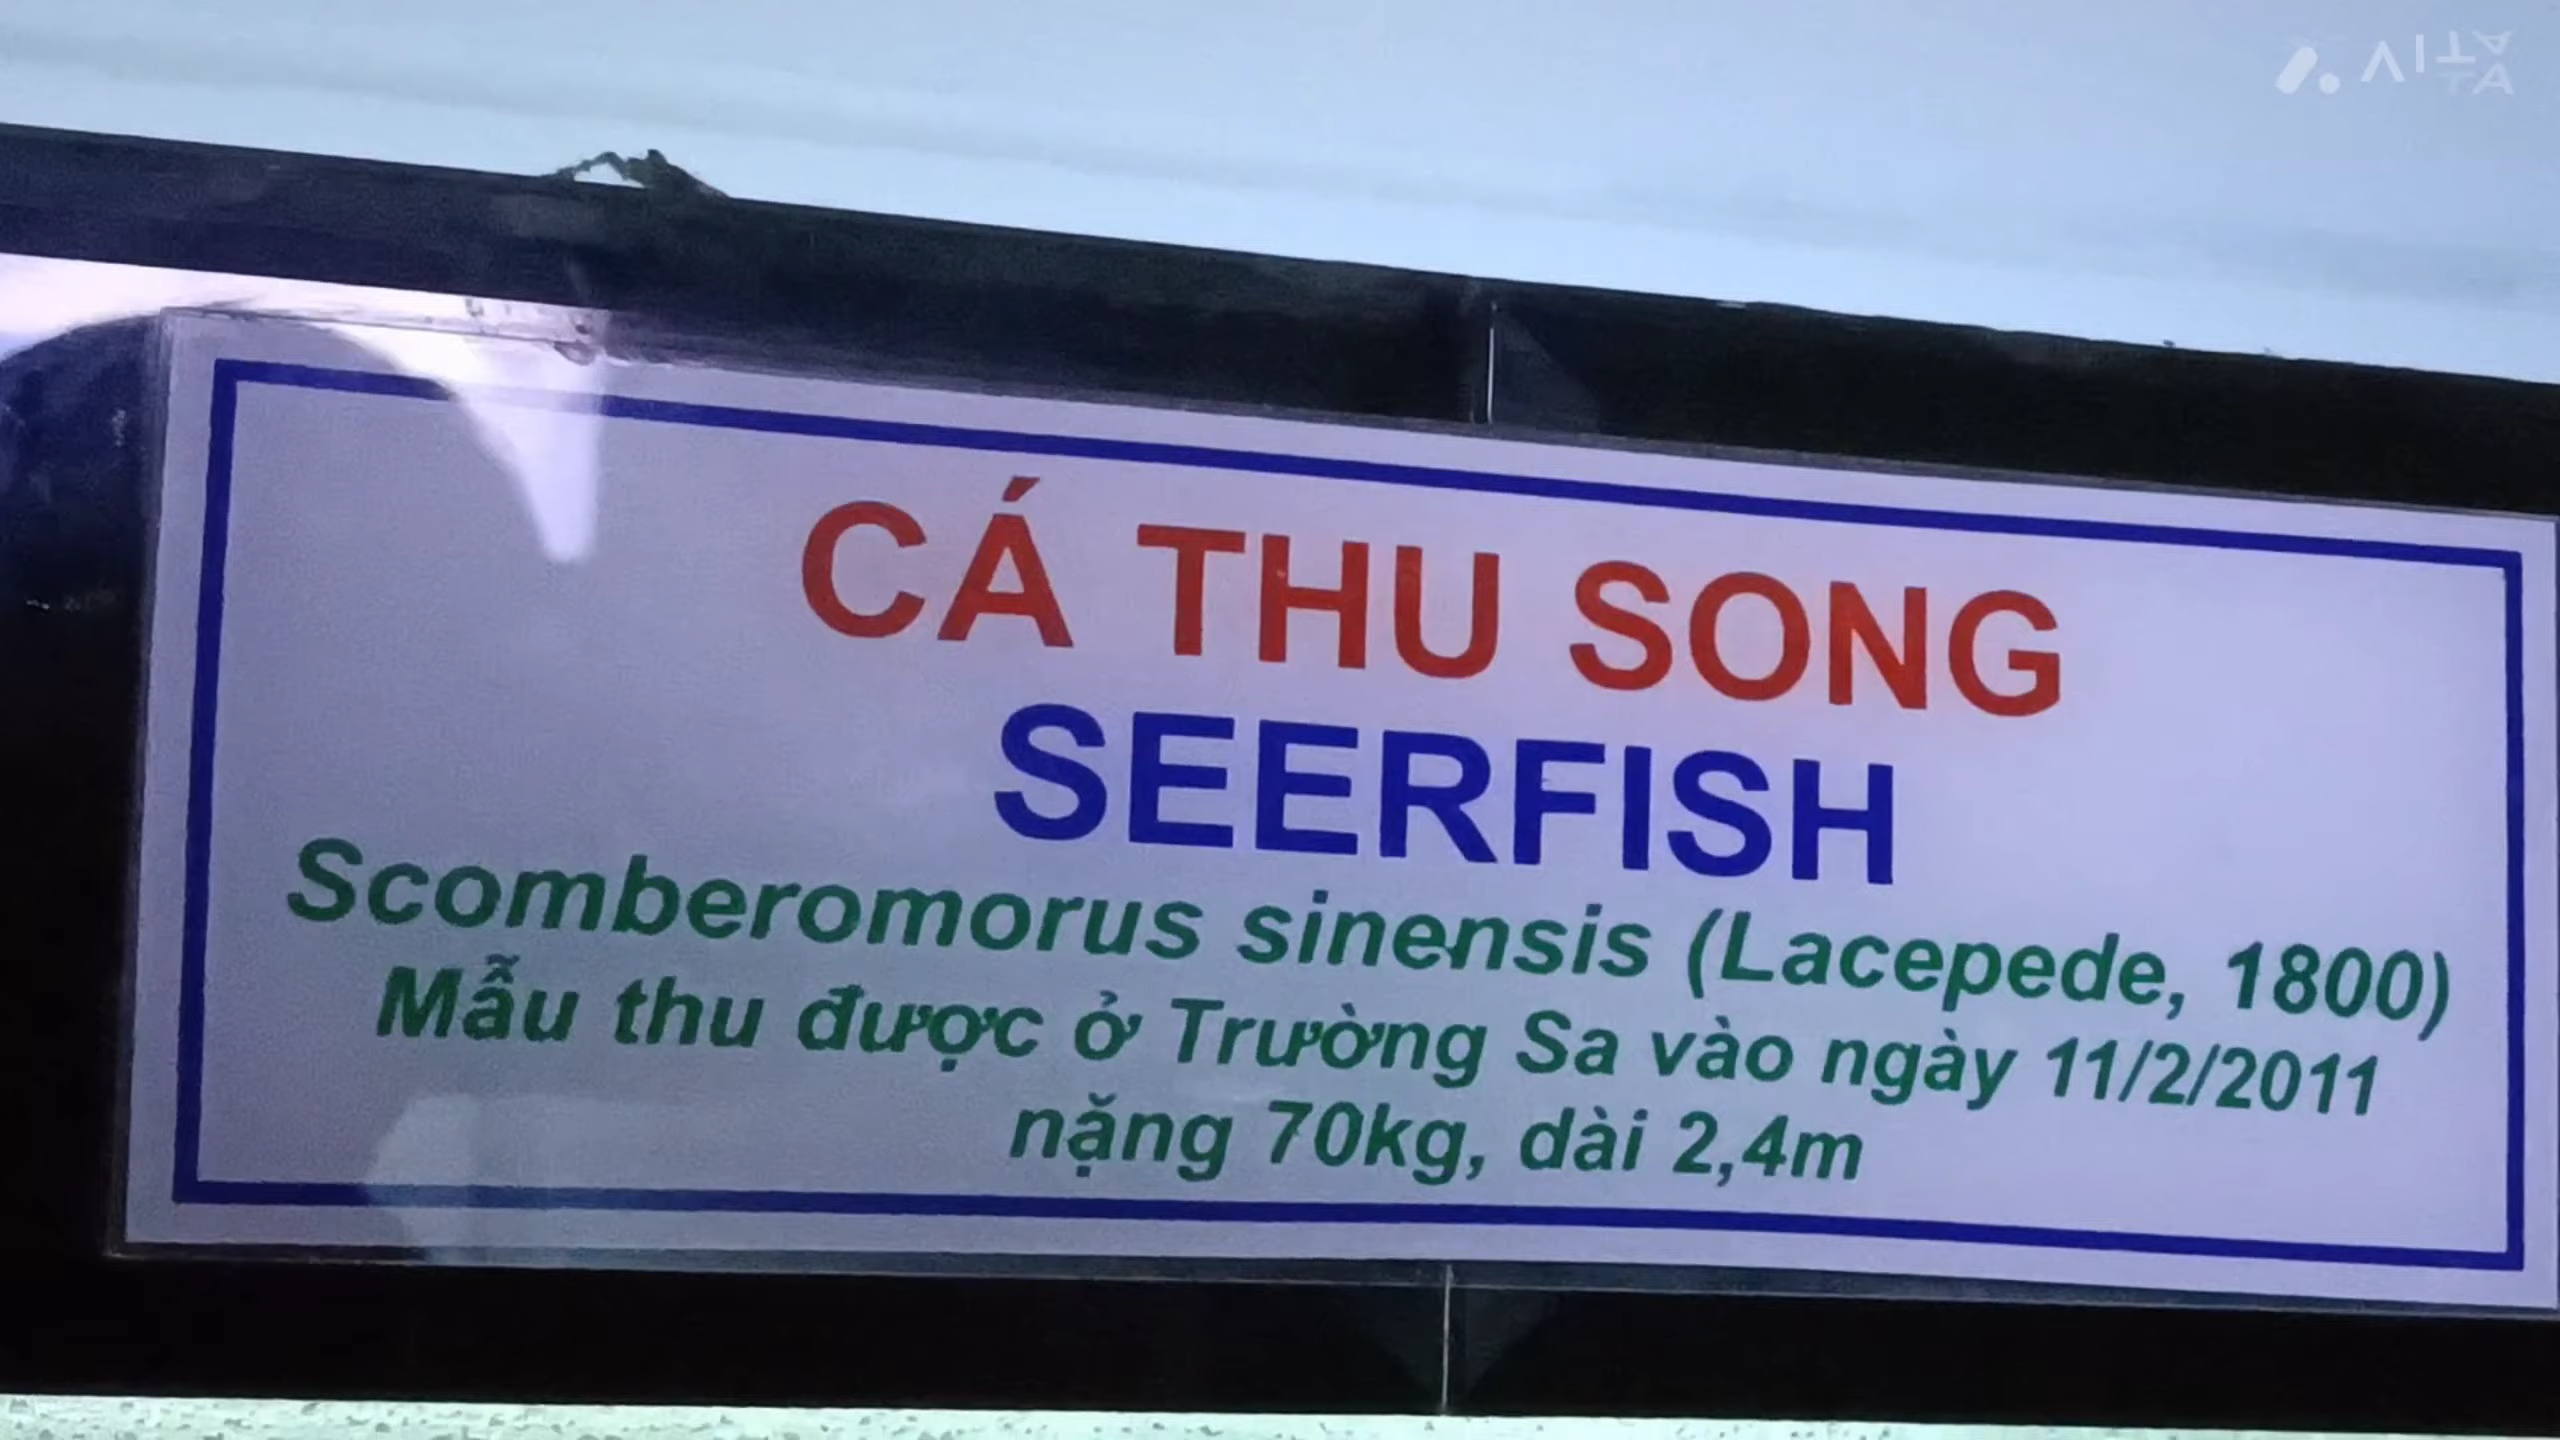 CÁ THU SONG
SEERFISH
Scomberomorus sinensis (Lacepede, 1800)
Mẫu thu được ở Trường Sa vào ngày 11/2/2011
nặng 70kg, dài 2,4m